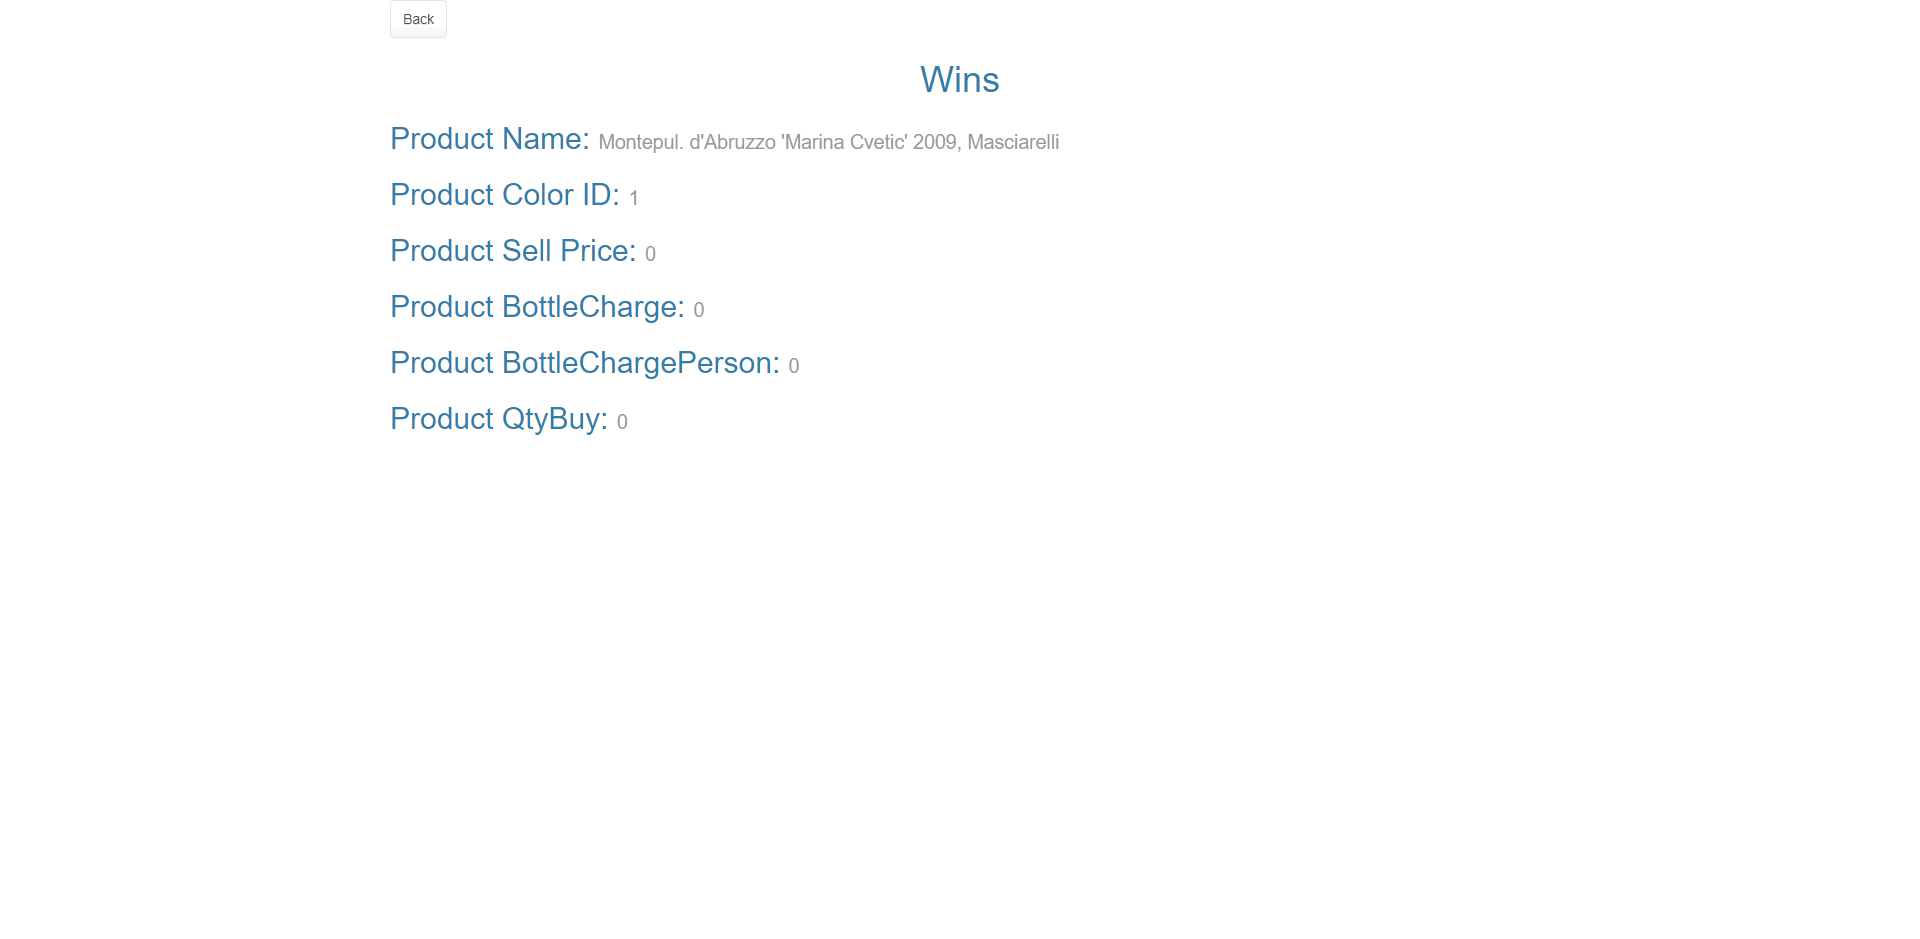 Back
Wins
Product Name: Montepul. d'Abruzzo 'Marina Cvetic' 2009, Masciarelli
Product Color ID: 1
Product Sell Price: 0
Product BottleCharge: 0
Product BottleChargePerson: 0
Product QtyBuy: 0